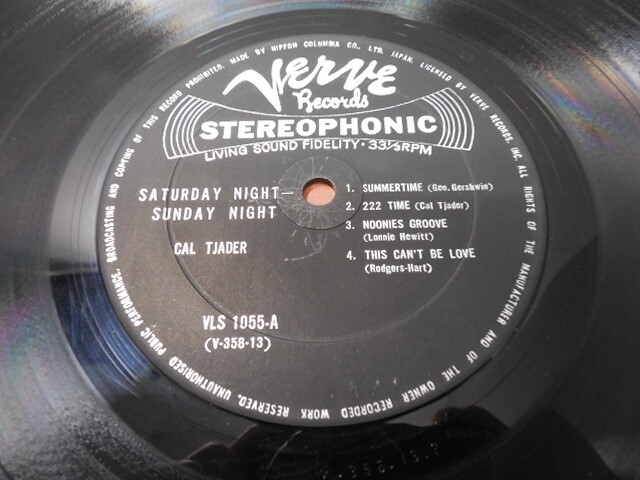 BROADCASTING AND COPYING OF THIS RECORD PROHIBITED. MADE BY NIPPON COLUMBIA CO., LTD. JAPAN. LICENSED BY VERVE RECORDS, INC. ALL RIGHTS OF THE MANUFACTURER AND OF THE OWNER RECORDED WORK RESERVED. UNAUTHORISED PUBLIC PERFORMANCE.
Verve
Records
STEREOPHONIC
LIVING SOUND FIDELITY · 33⅓RPM
SATURDAY NIGHT—
SUNDAY NIGHT
CAL TJADER
1. SUMMERTIME (Geo. Gershwin)
2. 222 TIME (Cal Tjader)
3. NOONIES GROOVE
(Lonnie Hewitt)
4. THIS CAN'T BE LOVE
(Rodgers-Hart)
VLS 1055-A
(V-358-13)
V.358.13.2